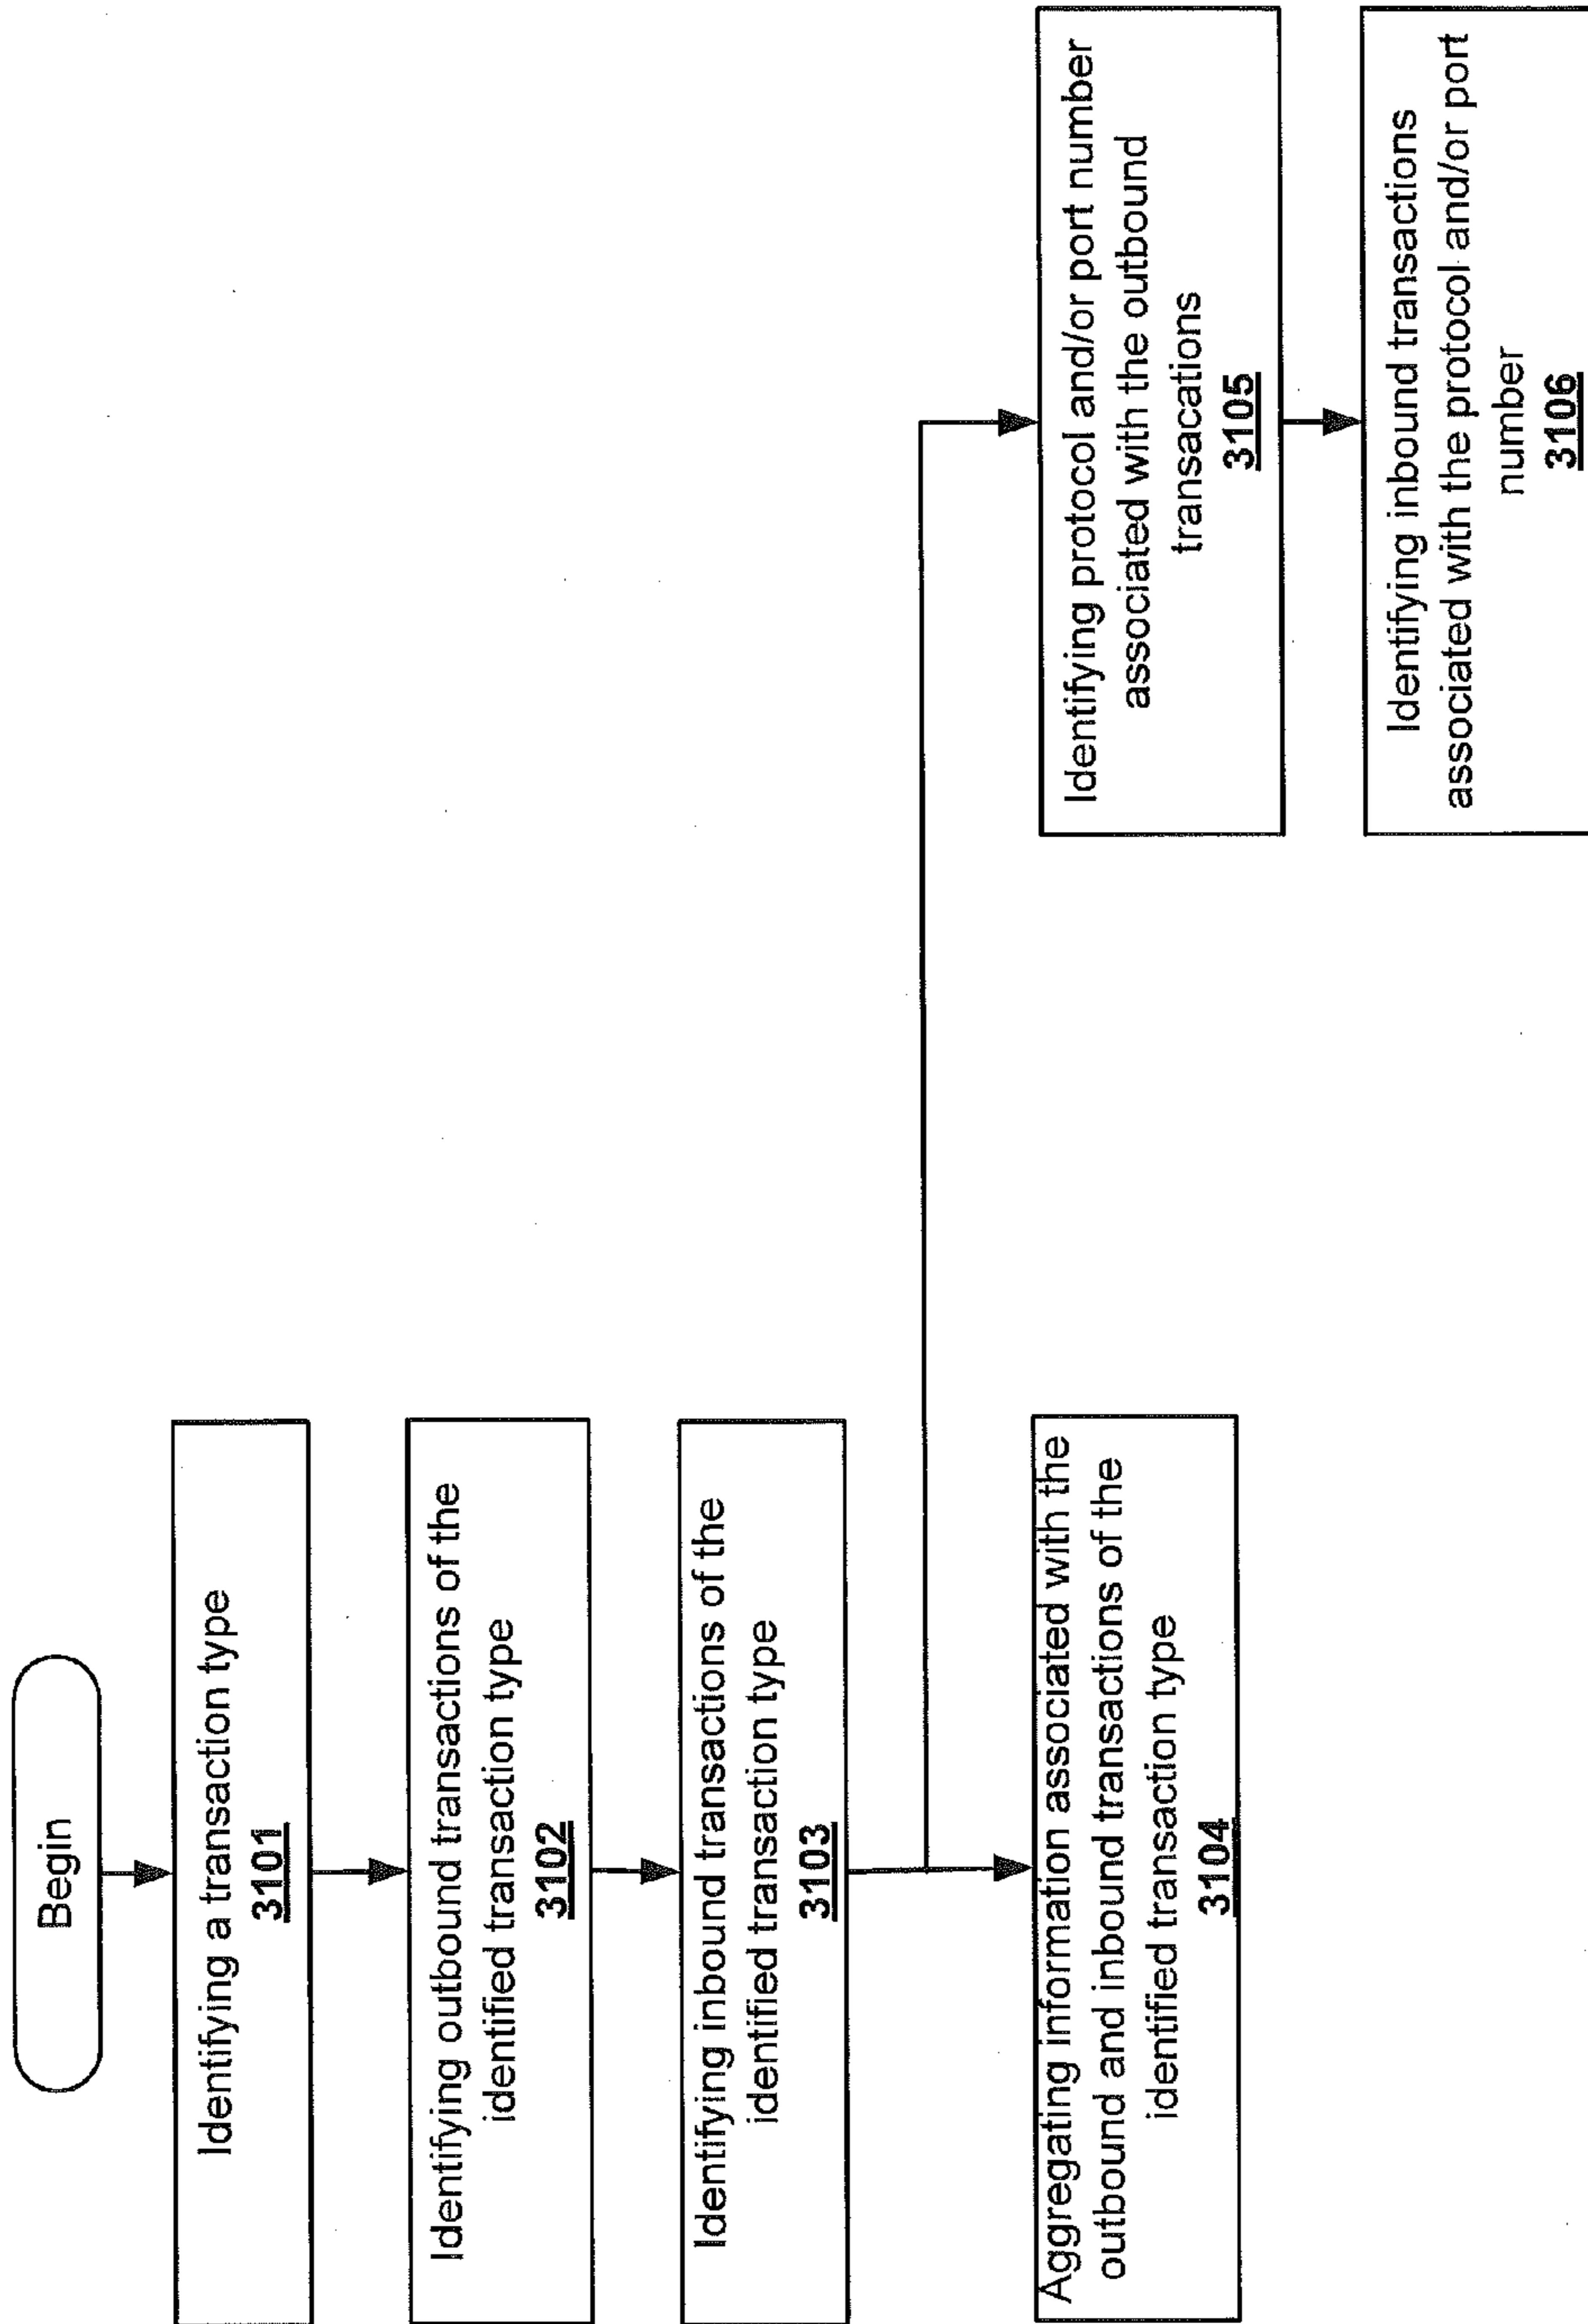 Begin
Identifying a transaction type
3101
Identifying outbound transactions of the
identified transaction type
3102
Identifying inbound transactions of the
identified transaction type
3103
Aggregating information associated with the
outbound and inbound transactions of the
identified transaction type
3104
Identifying protocol and/or port number
associated with the outbound
transacations
3105
Identifying inbound transactions
associated with the protocol and/or port
number
3106